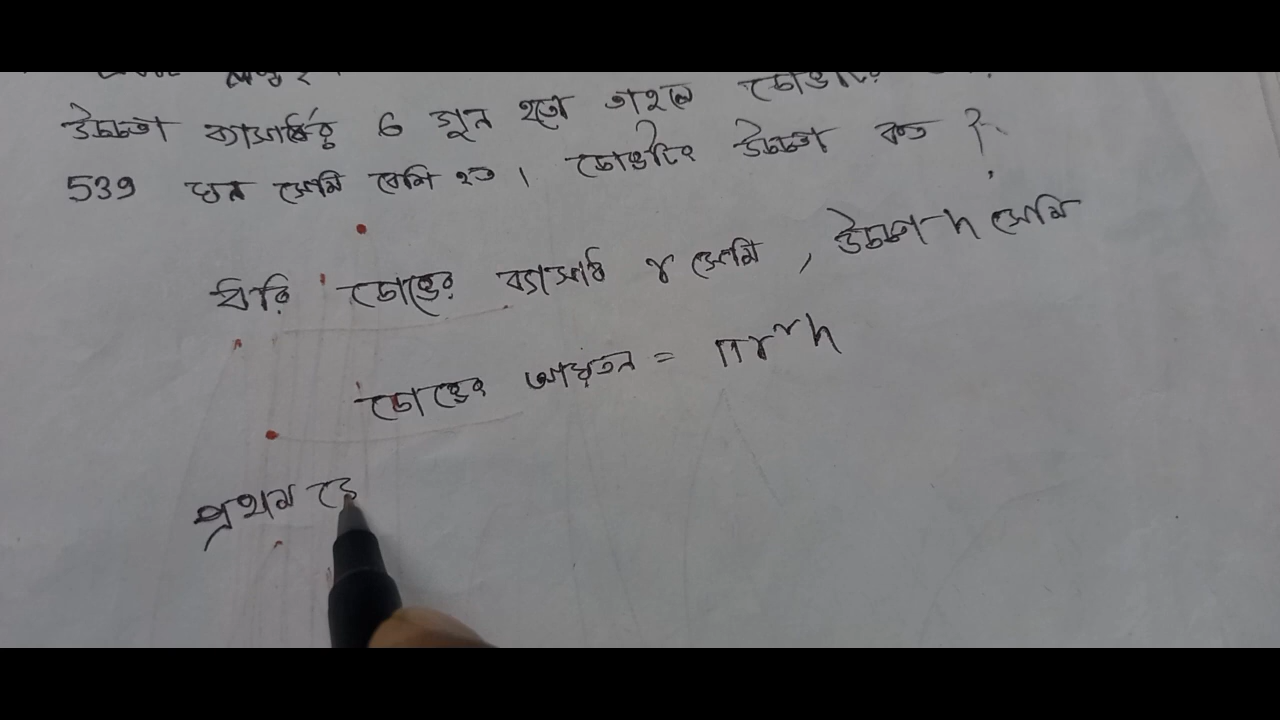 উচ্চতা ব্যাসার্ধের 6 গুন হতো তাহলে চোঙটির
539 ঘন সেমি বেশি হত। চোঙটির উচ্চতা কত?
ধরি চোঙের ব্যাসার্ধ r সেমি, উচ্চতা h সেমি
চোঙের আয়তন = πr²h
প্রথম